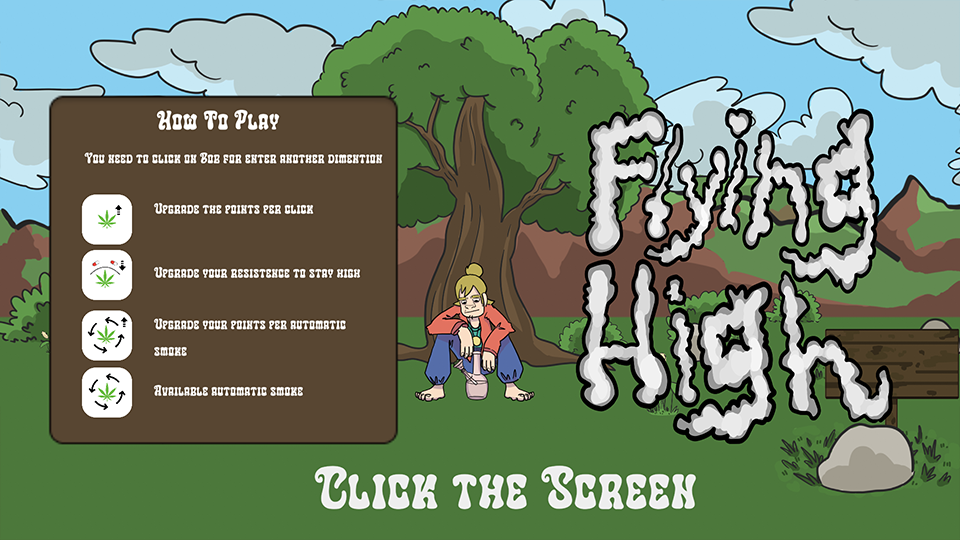 How To Play
You need to click on Bob for enter another dimention
Upgrade the points per click
Upgrade your resistence to stay high
Upgrade your points per automatic
smoke
Available automatic smoke
Flying
High
Click the Screen